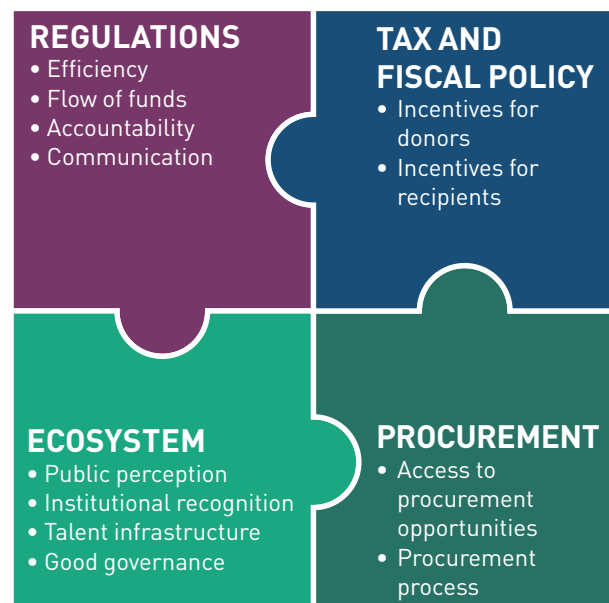 REGULATIONS
• Efficiency
• Flow of funds
• Accountability
• Communication
TAX AND
FISCAL POLICY
• Incentives for
donors
• Incentives for
recipients
ECOSYSTEM
• Public perception
• Institutional recognition
• Talent infrastructure
• Good governance
PROCUREMENT
• Access to
procurement
opportunities
• Procurement
process